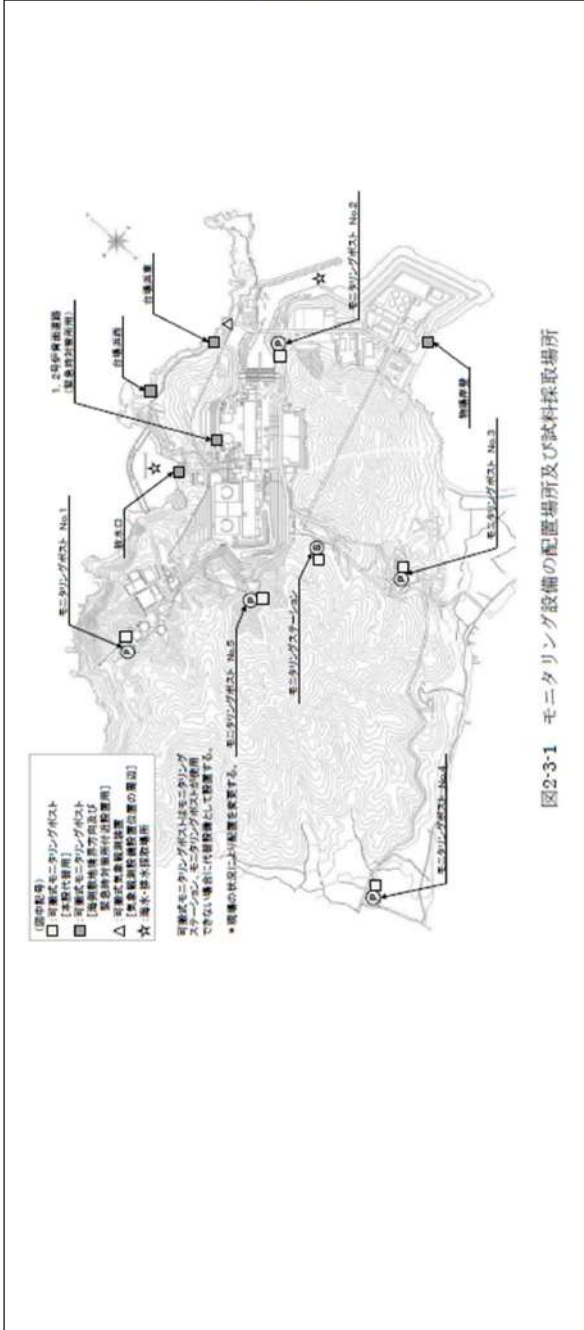 (図中記号)
□:可搬式モニタリングポスト
[本設代替用]
■:可搬式モニタリングポスト
[海側敷地境界方向及び
緊急時対策所付近設置用]
△:可搬式気象観測装置
[気象観測設備設置位置の周辺]
☆:海水・排水採取場所
可搬式モニタリングポストはモニタリング
ステーション、モニタリングポストが使用
できない場合に代替設備として設置する。
* 現場の状況により配置を変更する。
モニタリングポスト No.1
放水口
1, 2号炉背面道路
(緊急時対策所用)
台場浜西
台場浜東
モニタリングポスト No.2
モニタリングポスト No.5
モニタリングステーション
物揚岸壁
モニタリングポスト No.3
モニタリングポスト No.4
P
P
P
S
P
P
図2-3-1 モニタリング設備の配置場所及び試料採取場所